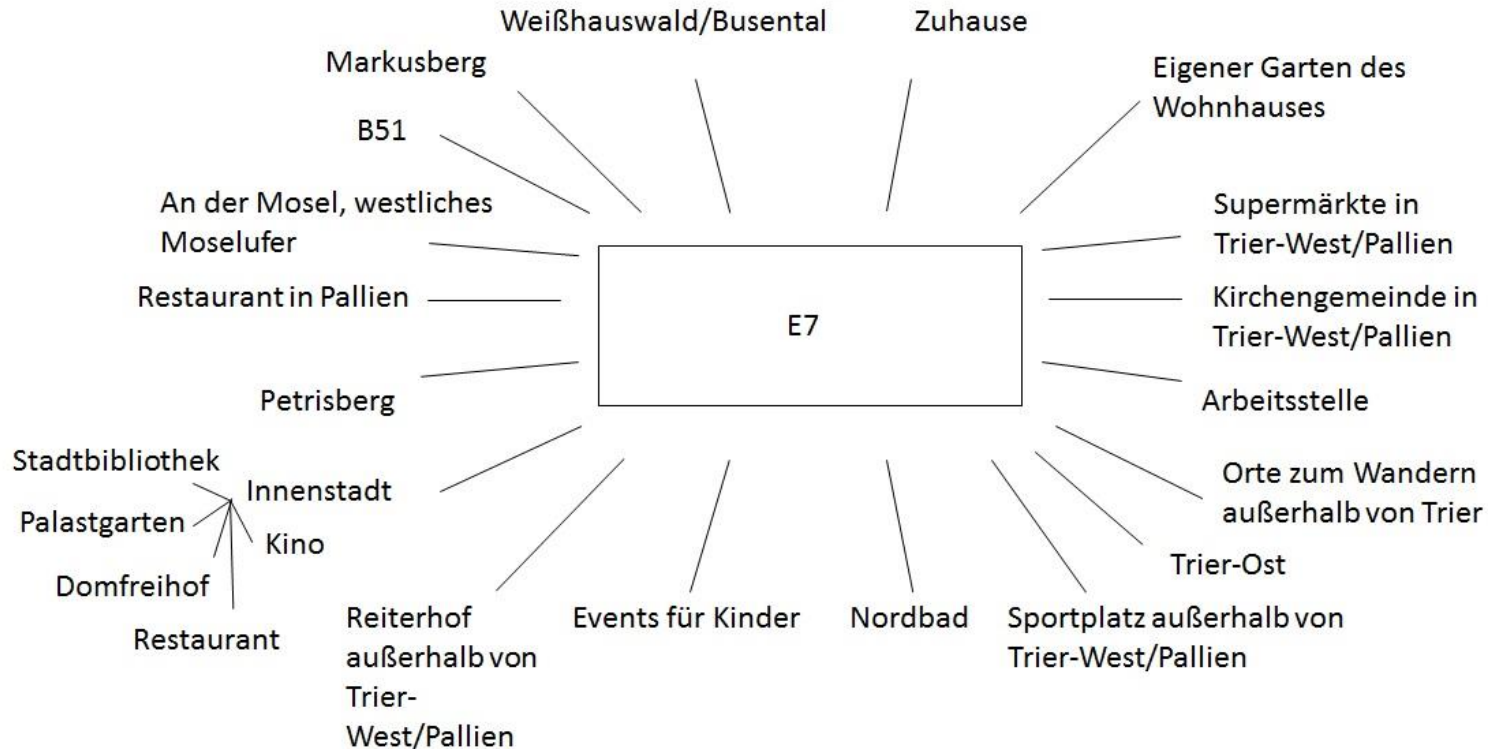 Weißhauswald/Busental
Zuhause
Markusberg
Eigener Garten des
Wohnhauses
B51
An der Mosel, westliches
Moselufer
Supermärkte in
Trier-West/Pallien
Restaurant in Pallien
Kirchengemeinde in
Trier-West/Pallien
E7
Petrisberg
Arbeitsstelle
Stadtbibliothek
Innenstadt
Palastgarten
Kino
Domfreihof
Restaurant
Orte zum Wandern
außerhalb von Trier
Trier-Ost
Reiterhof
außerhalb von
Trier-
West/Pallien
Events für Kinder
Nordbad
Sportplatz außerhalb von
Trier-West/Pallien